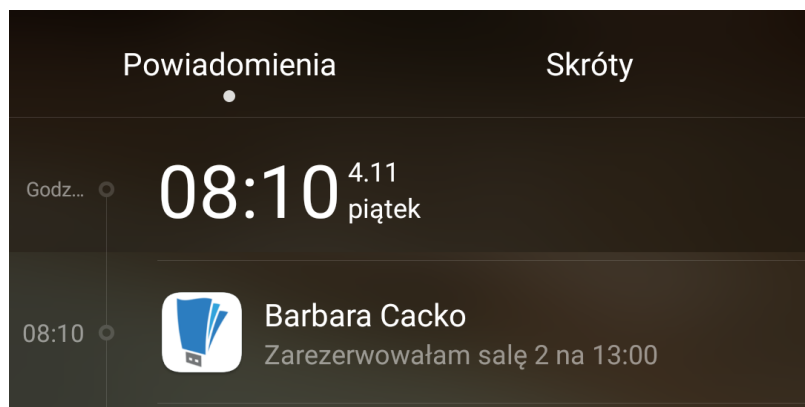 Powiadomienia Skróty
Godz... 08:10 4.11
piątek
08:10 Barbara Cacko
Zarezerwowałam salę 2 na 13:00